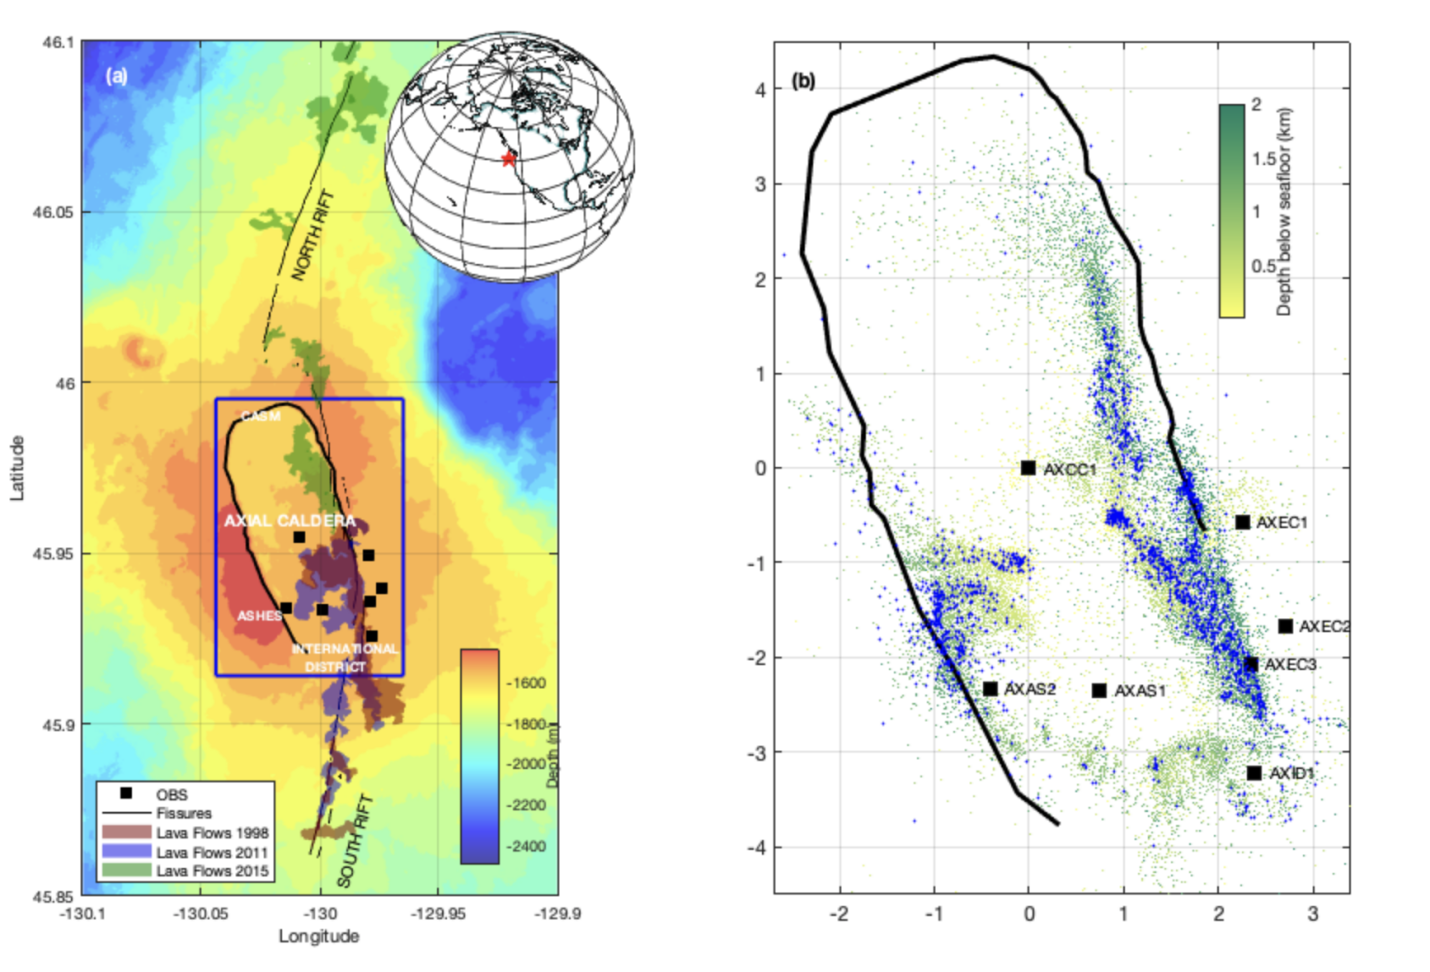 46.1
46.05
46
45.95
45.9
45.85
Latitude
-130.1
-130.05
-130
-129.95
-129.9
Longitude
(a)
NORTH RIFT
CASM
AXIAL CALDERA
ASHES
INTERNATIONAL
DISTRICT
SOUTH RIFT
-1600
-1800
-2000
-2200
-2400
Depth (m)
OBS
Fissures
Lava Flows 1998
Lava Flows 2011
Lava Flows 2015
(b)
4
3
2
1
0
-1
-2
-3
-4
-2
-1
0
1
2
3
2
1.5
1
0.5
Depth below seafloor (km)
AXCC1
AXEC1
AXEC2
AXEC3
AXAS2
AXAS1
AXID1